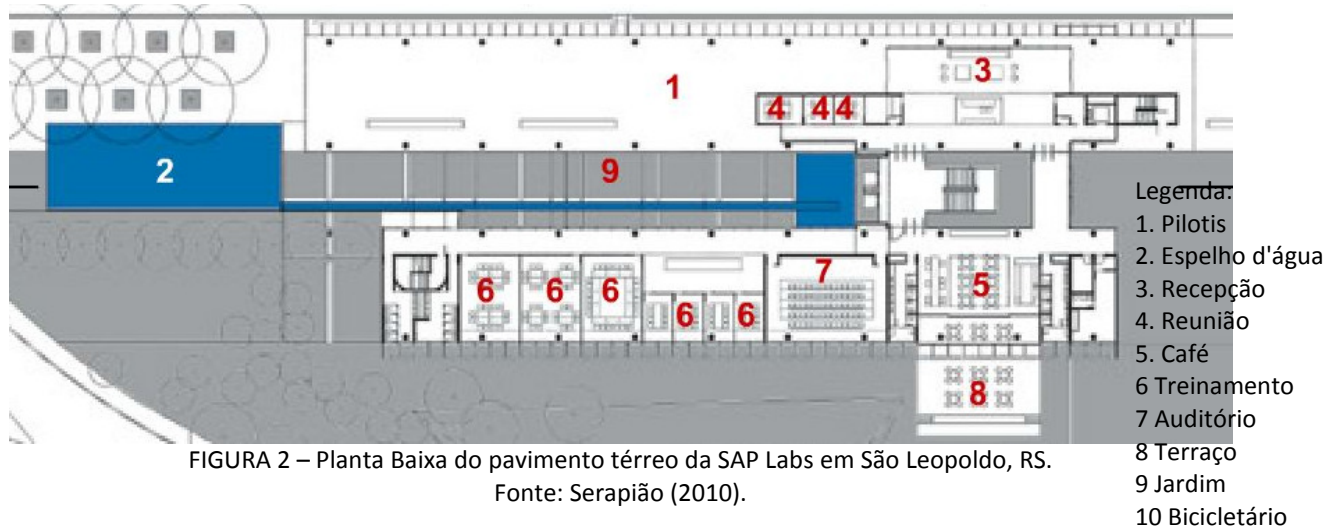 1
3
4
4
4
2
9
7
6
6
6
5
6
6
8
Legenda:
1. Pilotis
2. Espelho d'água
3. Recepção
4. Reunião
5. Café
6 Treinamento
7 Auditório
8 Terraço
9 Jardim
10 Bicicletário
FIGURA 2 – Planta Baixa do pavimento térreo da SAP Labs em São Leopoldo, RS.
Fonte: Serapião (2010).